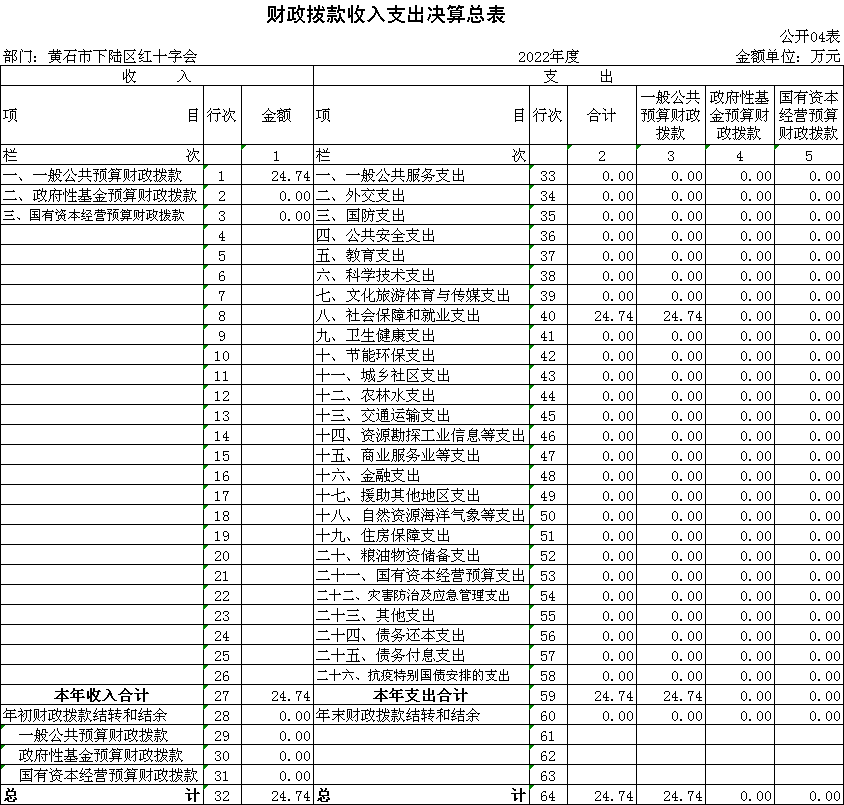 财政拨款收入支出决算总表
公开04表
部门：黄石市下陆区红十字会 2022年度 金额单位：万元
收 入 支 出
项 目 行次 金额 项 目 行次 合计 一般公共预算财政拨款 政府性基金预算财政拨款 国有资本经营预算财政拨款
栏 次 1 栏 次 2 3 4 5
一、一般公共预算财政拨款 1 24.74 一、一般公共服务支出 33 0.00 0.00 0.00 0.00
二、政府性基金预算财政拨款 2 0.00 二、外交支出 34 0.00 0.00 0.00 0.00
三、国有资本经营预算财政拨款 3 0.00 三、国防支出 35 0.00 0.00 0.00 0.00
4 四、公共安全支出 36 0.00 0.00 0.00 0.00
5 五、教育支出 37 0.00 0.00 0.00 0.00
6 六、科学技术支出 38 0.00 0.00 0.00 0.00
7 七、文化旅游体育与传媒支出 39 0.00 0.00 0.00 0.00
8 八、社会保障和就业支出 40 24.74 24.74 0.00 0.00
9 九、卫生健康支出 41 0.00 0.00 0.00 0.00
10 十、节能环保支出 42 0.00 0.00 0.00 0.00
11 十一、城乡社区支出 43 0.00 0.00 0.00 0.00
12 十二、农林水支出 44 0.00 0.00 0.00 0.00
13 十三、交通运输支出 45 0.00 0.00 0.00 0.00
14 十四、资源勘探工业信息等支出 46 0.00 0.00 0.00 0.00
15 十五、商业服务业等支出 47 0.00 0.00 0.00 0.00
16 十六、金融支出 48 0.00 0.00 0.00 0.00
17 十七、援助其他地区支出 49 0.00 0.00 0.00 0.00
18 十八、自然资源海洋气象等支出 50 0.00 0.00 0.00 0.00
19 十九、住房保障支出 51 0.00 0.00 0.00 0.00
20 二十、粮油物资储备支出 52 0.00 0.00 0.00 0.00
21 二十一、国有资本经营预算支出 53 0.00 0.00 0.00 0.00
22 二十二、灾害防治及应急管理支出 54 0.00 0.00 0.00 0.00
23 二十三、其他支出 55 0.00 0.00 0.00 0.00
24 二十四、债务还本支出 56 0.00 0.00 0.00 0.00
25 二十五、债务付息支出 57 0.00 0.00 0.00 0.00
26 二十六、抗疫特别国债安排的支出 58 0.00 0.00 0.00 0.00
本年收入合计 27 24.74 本年支出合计 59 24.74 24.74 0.00 0.00
年初财政拨款结转和结余 28 0.00 年末财政拨款结转和结余 60 0.00 0.00 0.00 0.00
一般公共预算财政拨款 29 0.00 61
政府性基金预算财政拨款 30 0.00 62
国有资本经营预算财政拨款 31 0.00 63
总 计 32 24.74 总 计 64 24.74 24.74 0.00 0.00